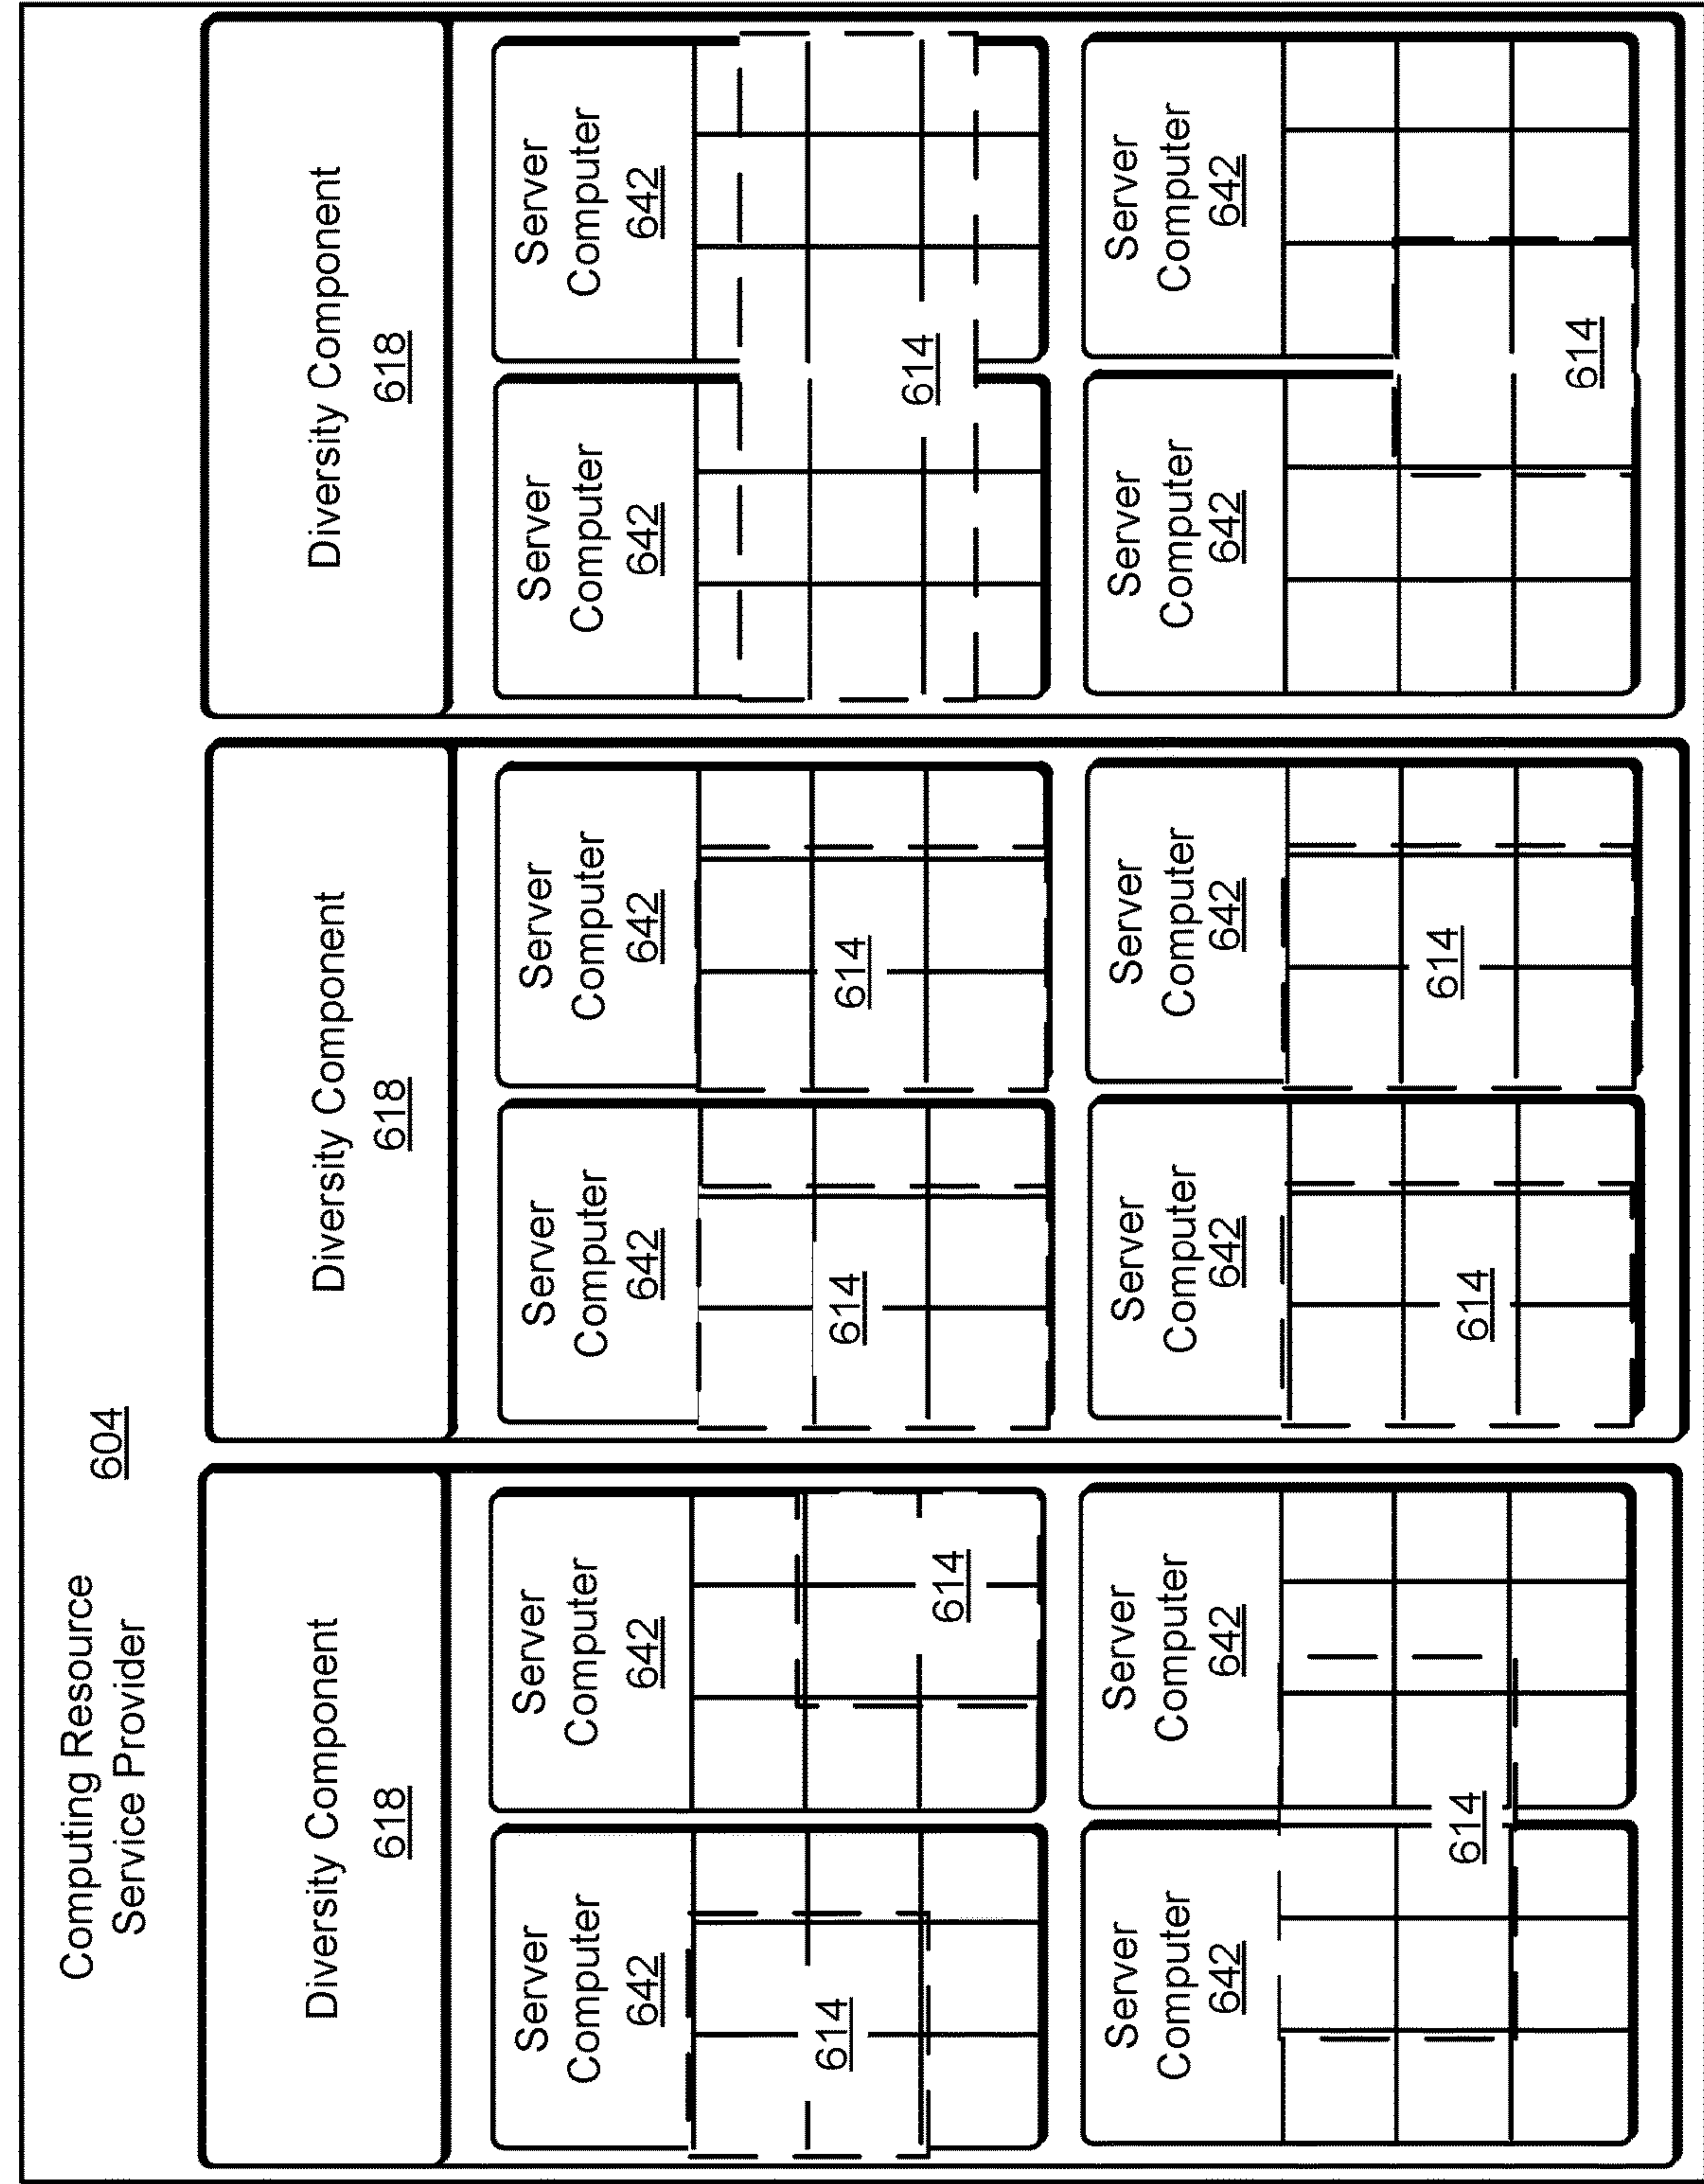 Computing Resource
Service Provider
604
Diversity Component
618
Server
Computer
642
614
Server
Computer
642
614
Server
Computer
642
Server
Computer
642
614
Diversity Component
618
Server
Computer
642
614
Server
Computer
642
614
Server
Computer
642
614
Server
Computer
642
614
Diversity Component
618
Server
Computer
642
Server
Computer
642
614
Server
Computer
642
Server
Computer
642
614